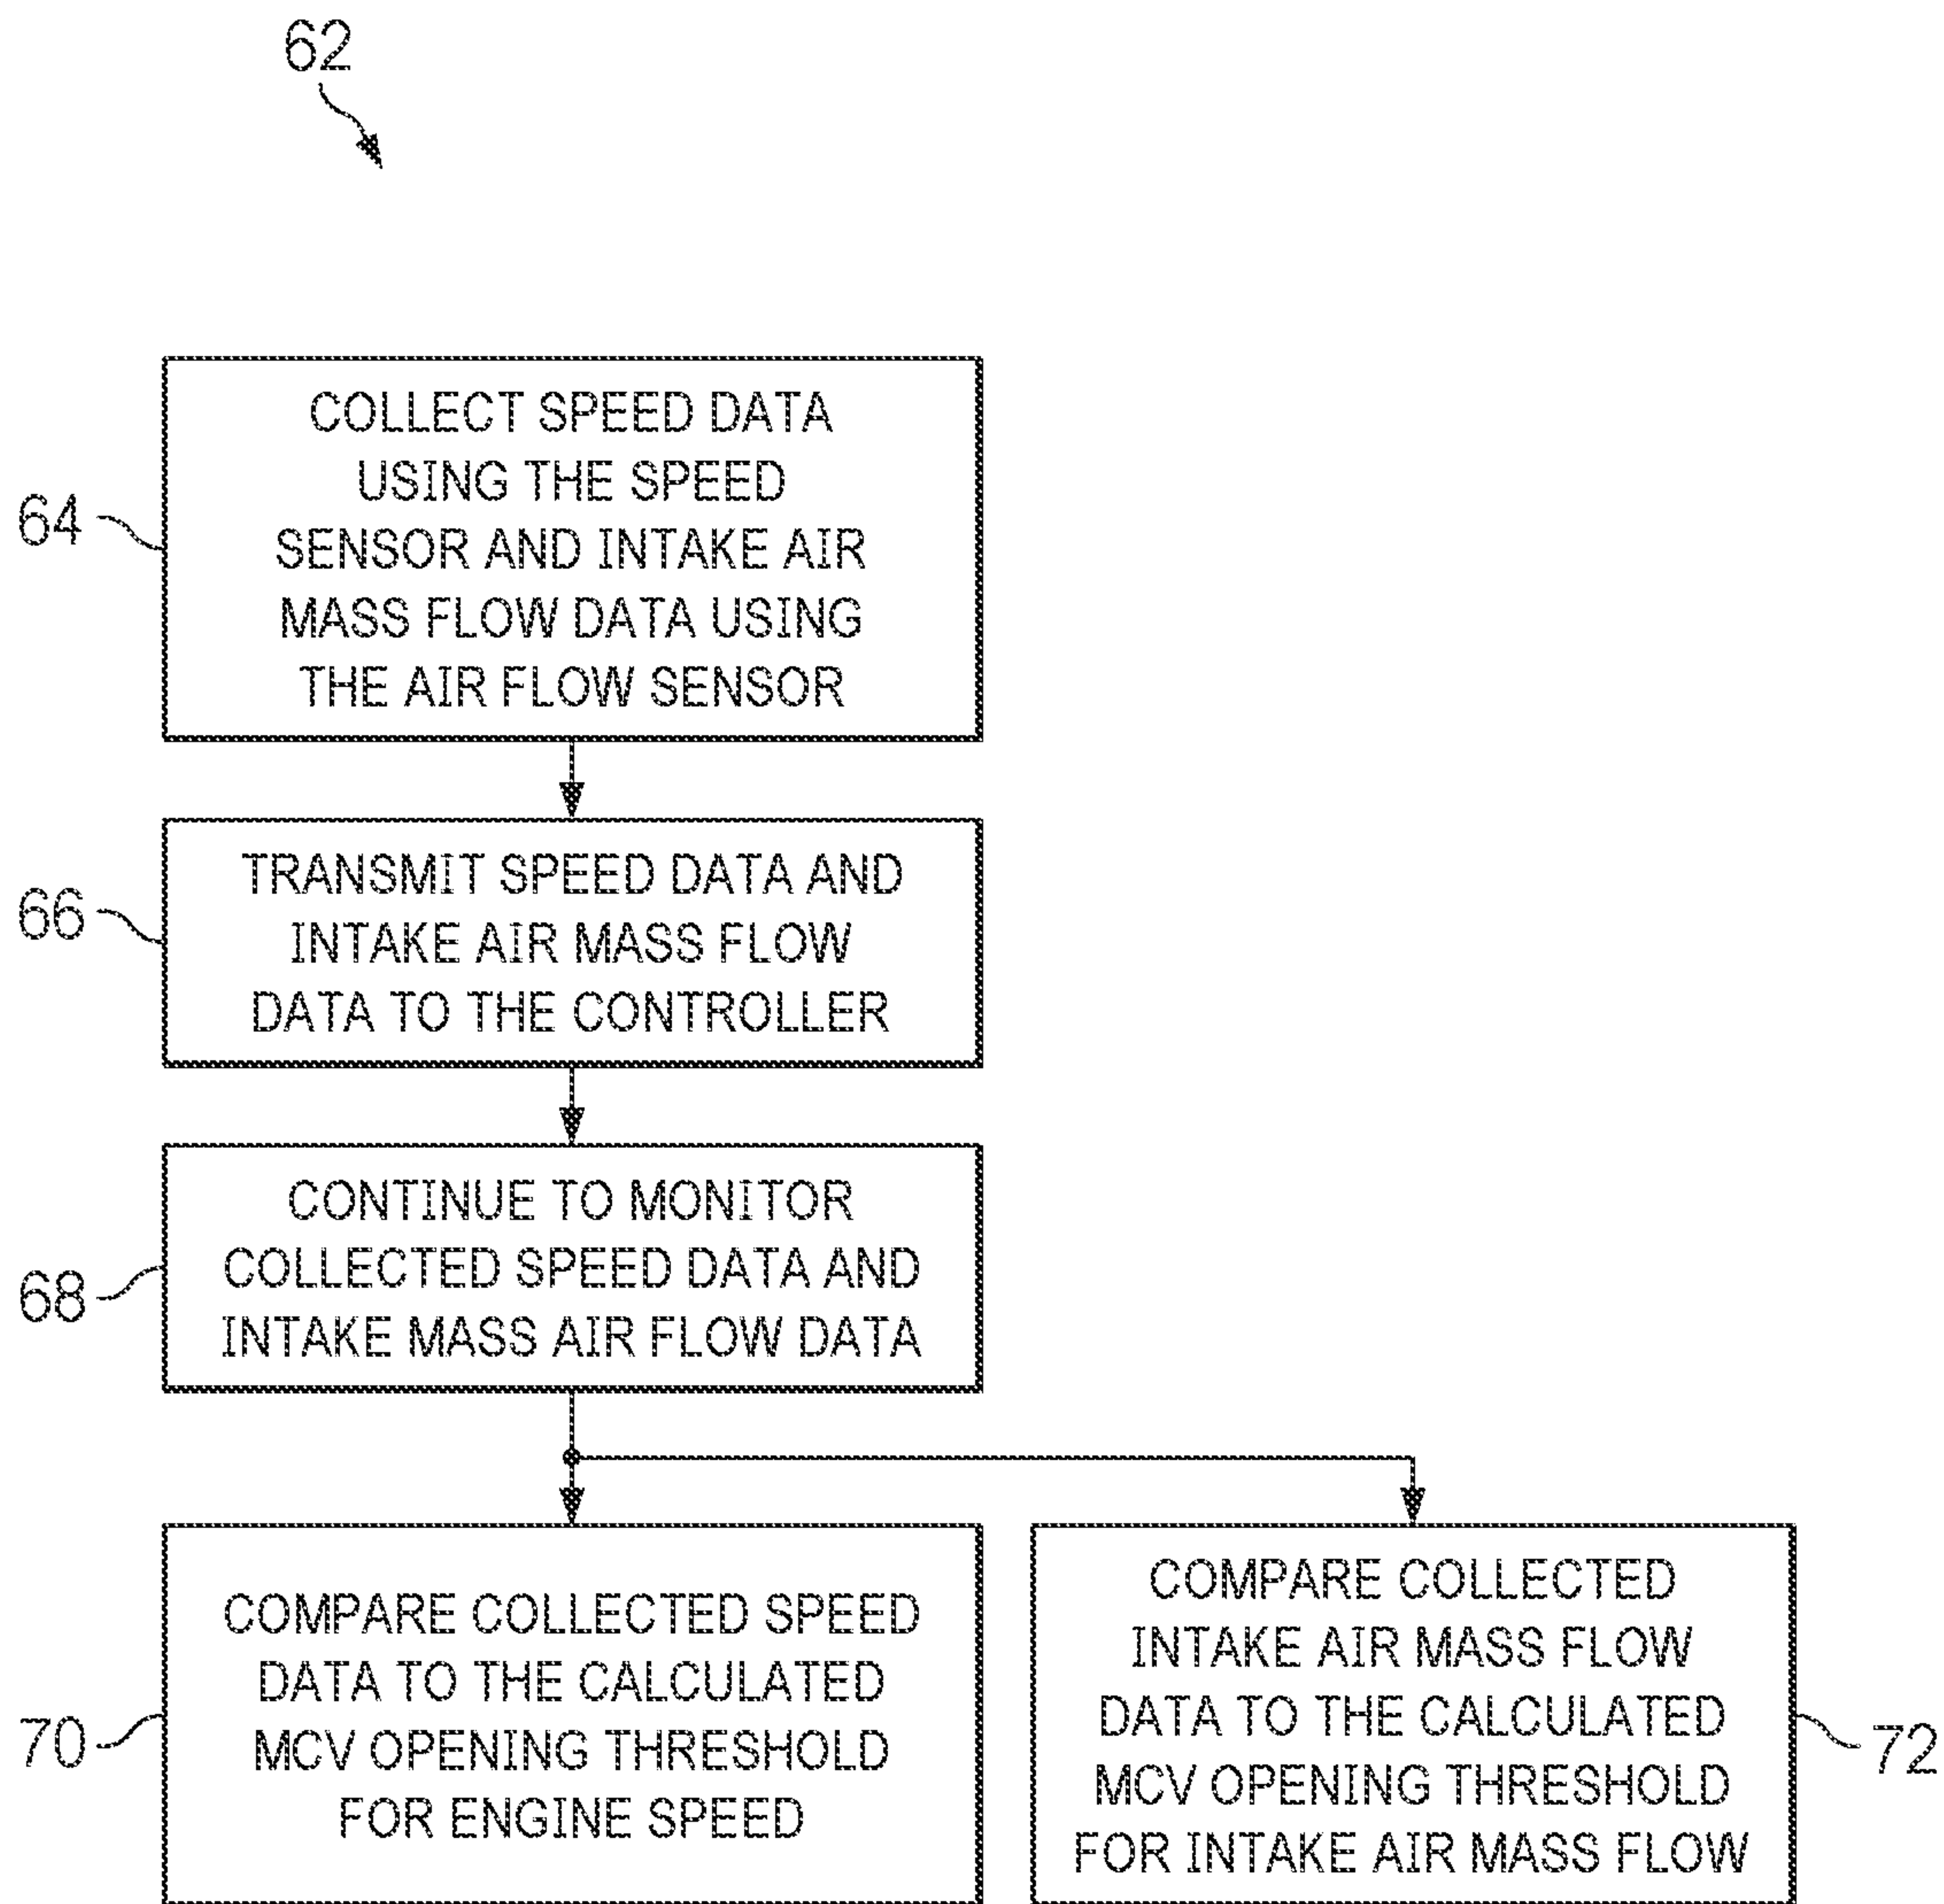 62
COLLECT SPEED DATA
USING THE SPEED
SENSOR AND INTAKE AIR
MASS FLOW DATA USING
THE AIR FLOW SENSOR
64
TRANSMIT SPEED DATA AND
INTAKE AIR MASS FLOW
DATA TO THE CONTROLLER
66
CONTINUE TO MONITOR
COLLECTED SPEED DATA AND
INTAKE MASS AIR FLOW DATA
68
COMPARE COLLECTED SPEED
DATA TO THE CALCULATED
MCV OPENING THRESHOLD
FOR ENGINE SPEED
70
COMPARE COLLECTED
INTAKE AIR MASS FLOW
DATA TO THE CALCULATED
MCV OPENING THRESHOLD
FOR INTAKE AIR MASS FLOW
72